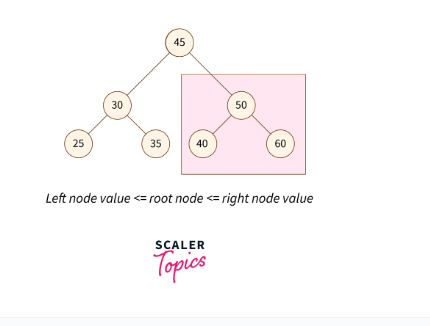 45
30
50
25
35
40
60
Left node value <= root node <= right node value
SCALER
Topics